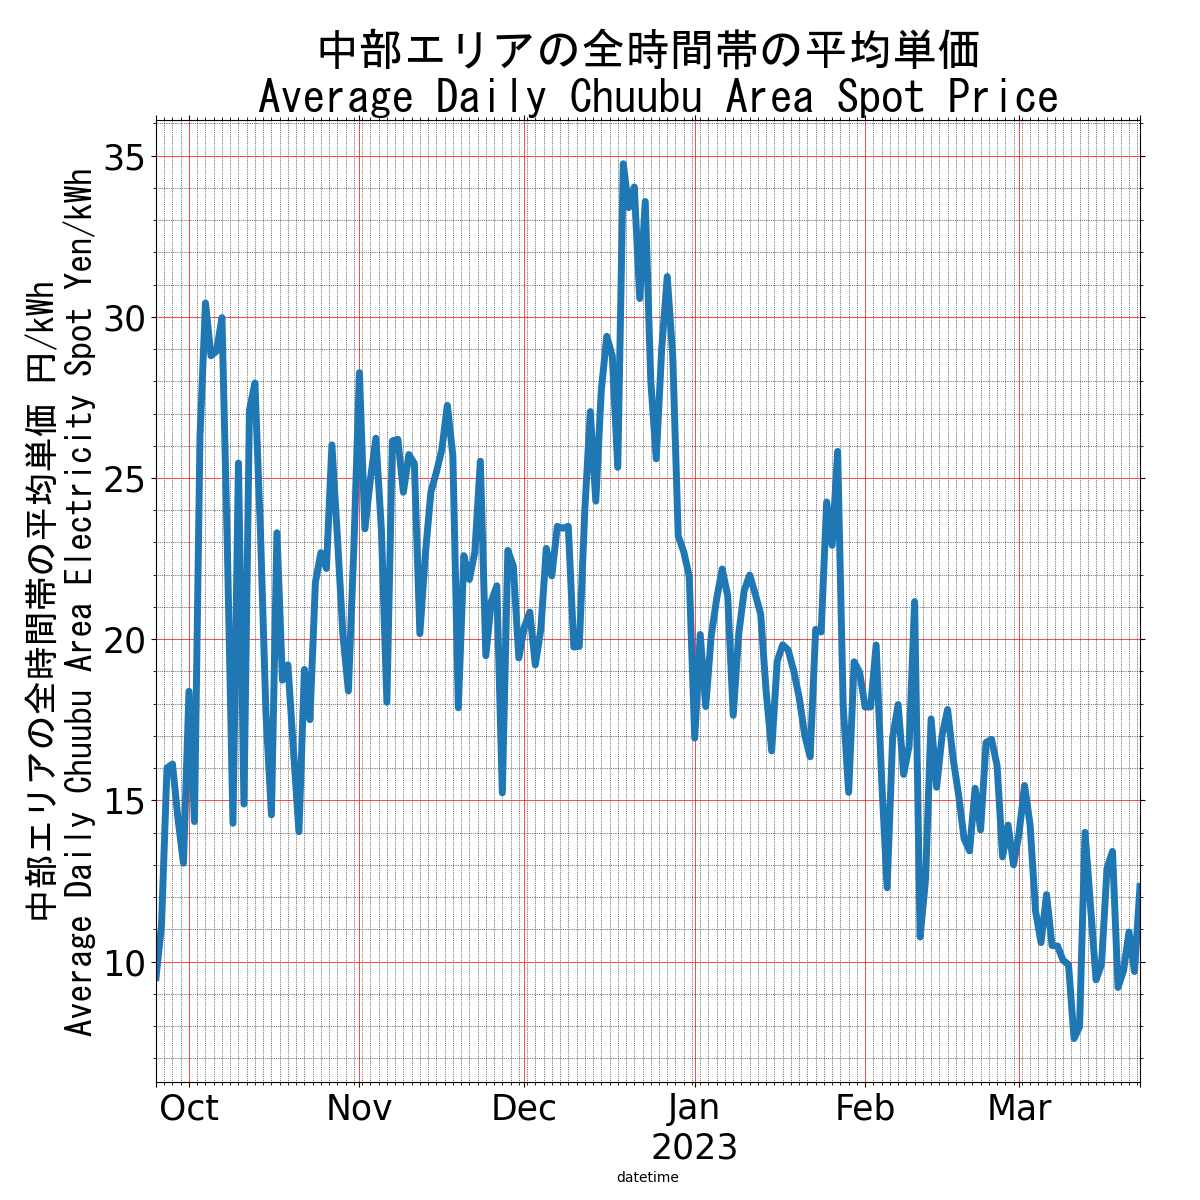 中部エリアの全時間帯の平均単価
Average Daily Chuubu Area Spot Price
中部エリアの全時間帯の平均単価 円/kWh
Average Daily Chuubu Area Electricity Spot Yen/kWh
35
30
25
20
15
10
Oct Nov Dec Jan Feb Mar
2023
datetime